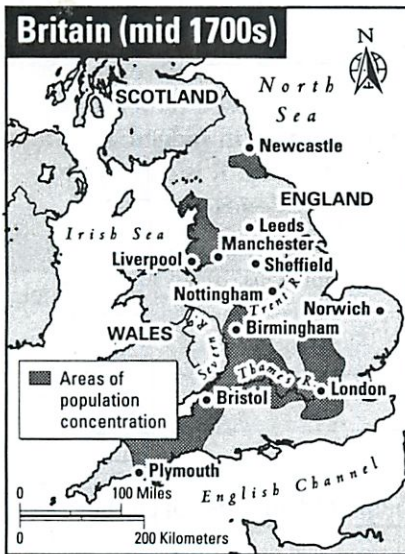 Britain (mid 1700s)
N
North
Sea
SCOTLAND
Newcastle
ENGLAND
Irish Sea
Leeds
Manchester
Liverpool
Sheffield
Nottingham
Trent R.
Norwich
WALES
Severn R.
Birmingham
Thames R.
London
Areas of
population
concentration
Bristol
Plymouth
English Channel
0 100 Miles
0 200 Kilometers